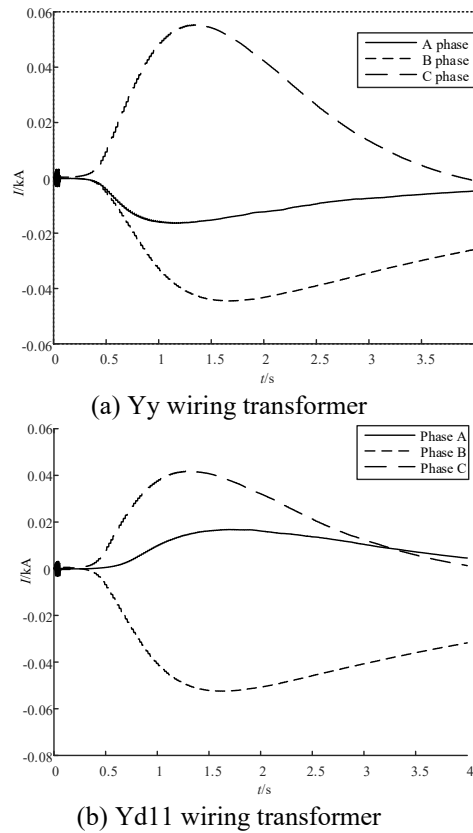 0.06
A phase
B phase
C phase
0.04
0.02
I/kA
0
-0.02
-0.04
-0.06
0 0.5 1 1.5 2 2.5 3 3.5
t/s
(a) Yy wiring transformer
0.06
Phase A
Phase B
Phase C
0.04
0.02
I/kA
0
-0.02
-0.04
-0.06
-0.08
0 0.5 1 1.5 2 2.5 3 3.5 4
t/s
(b) Yd11 wiring transformer